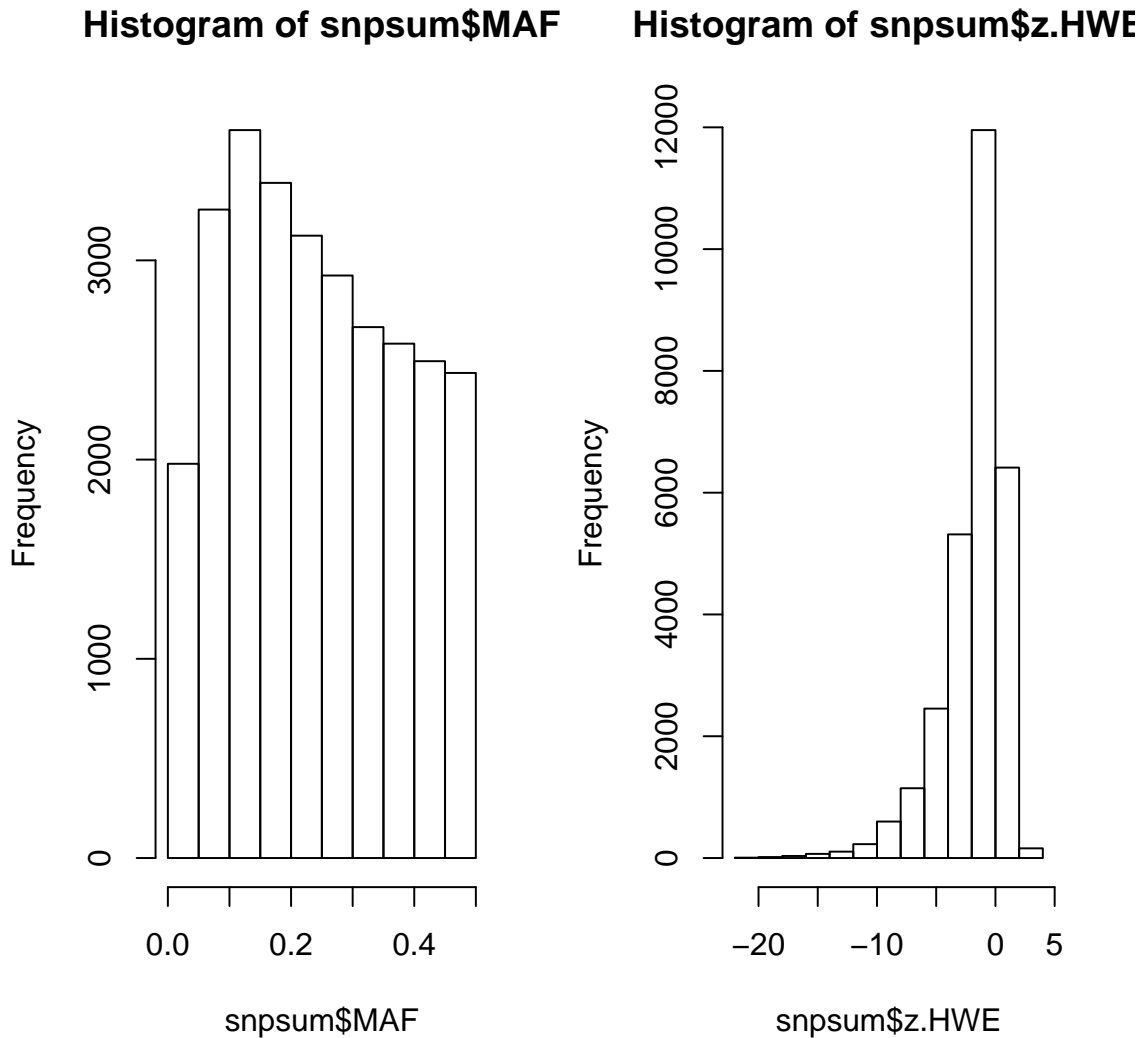 Histogram of snpsum$MAF
Frequency
3000
2000
1000
0
0.0 0.2 0.4
snpsum$MAF
Histogram of snpsum$z.HWE
Frequency
12000
10000
8000
6000
4000
2000
0
−20 −10 0 5
snpsum$z.HWE